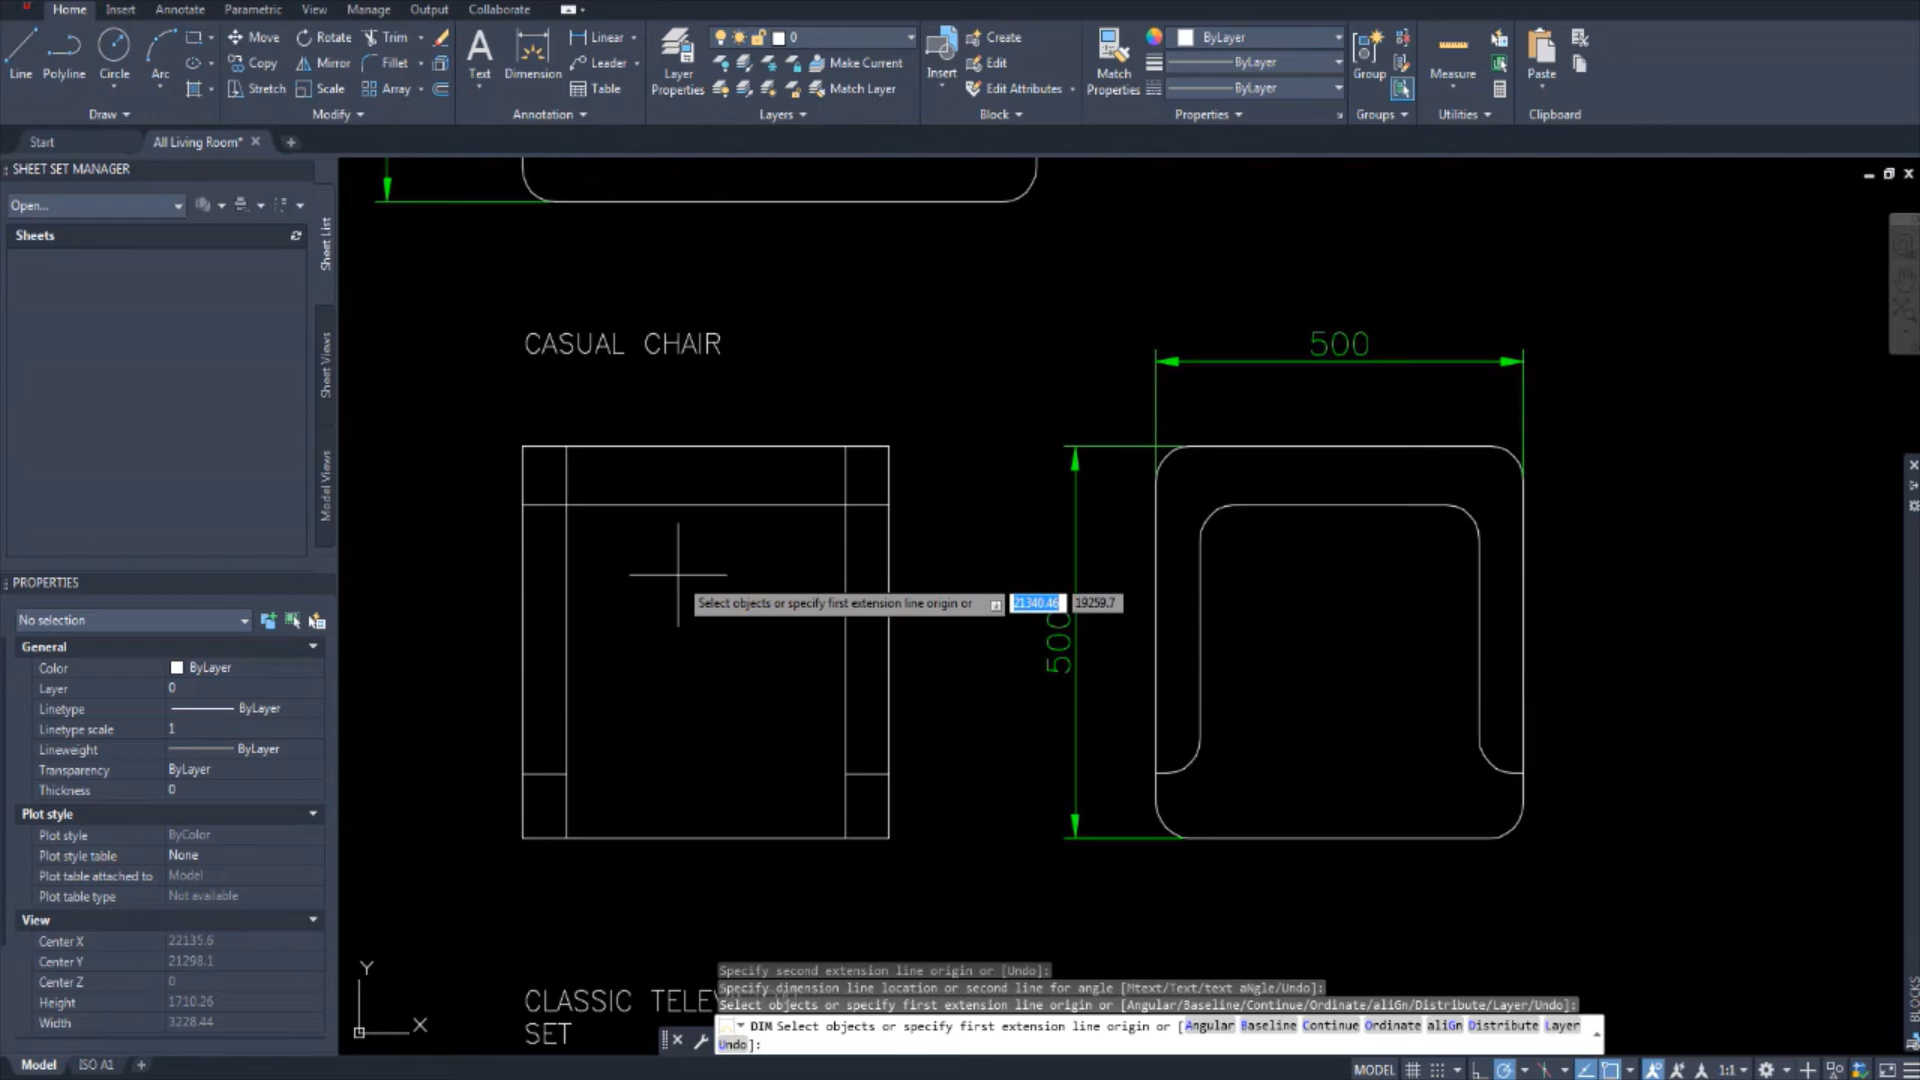 Home Insert Annotate Parametric View Manage Output Collaborate
Line Polyline Circle Arc
Move Rotate Trim
Copy Mirror Fillet
Stretch Scale Array
Text Dimension
Linear
Leader
Table
Layer Properties
0
Make Current
Match Layer
Insert
Create
Edit
Edit Attributes
Match Properties
ByLayer
ByLayer
ByLayer
Group
Measure
Paste
Draw Modify Annotation Layers Block Properties Groups Utilities Clipboard
Start All Living Room*
SHEET SET MANAGER
Open...
Sheets
Sheet List
Sheet Views
Model Views
PROPERTIES
No selection
General
Color ByLayer
Layer 0
Linetype ByLayer
Linetype scale 1
Lineweight ByLayer
Transparency ByLayer
Thickness 0
Plot style
Plot style ByColor
Plot style table None
Plot table attached to Model
Plot table type Not available
View
Center X 22135.6
Center Y 21298.1
Center Z 0
Height 1710.26
Width 3228.44
CASUAL CHAIR
500
500
Select objects or specify first extension line origin or 21340.46 19259.7
Y
X
CLASSIC
SET
Specify second extension line origin or [Undo]:
Specify dimension line location or second line for angle [Mtext/Text/text aNgle/Undo]:
Select objects or specify first extension line origin or [Angular/Baseline/Continue/Ordinate/aliGn/Distribute/Layer/Undo]:
DIM Select objects or specify first extension line origin or [Angular Baseline Continue Ordinate aliGn Distribute Layer
Undo]:
BLOCKS
Model ISO A1
MODEL 1:1